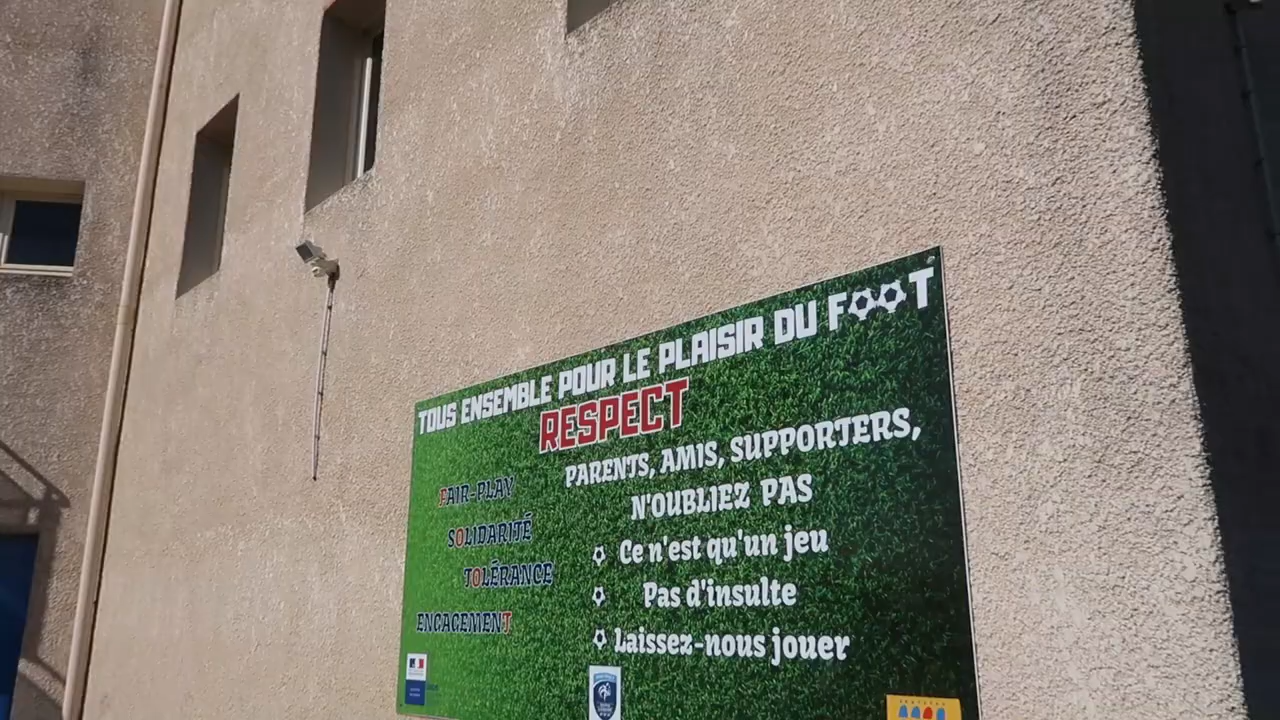 TOUS ENSEMBLE POUR LE PLAISIR DU FOOT
RESPECT
FAIR-PLAY
SOLIDARITÉ
TOLÉRANCE
ENGAGEMENT
PARENTS, AMIS, SUPPORTERS,
N'OUBLIEZ PAS
Ce n'est qu'un jeu
Pas d'insulte
Laissez-nous jouer